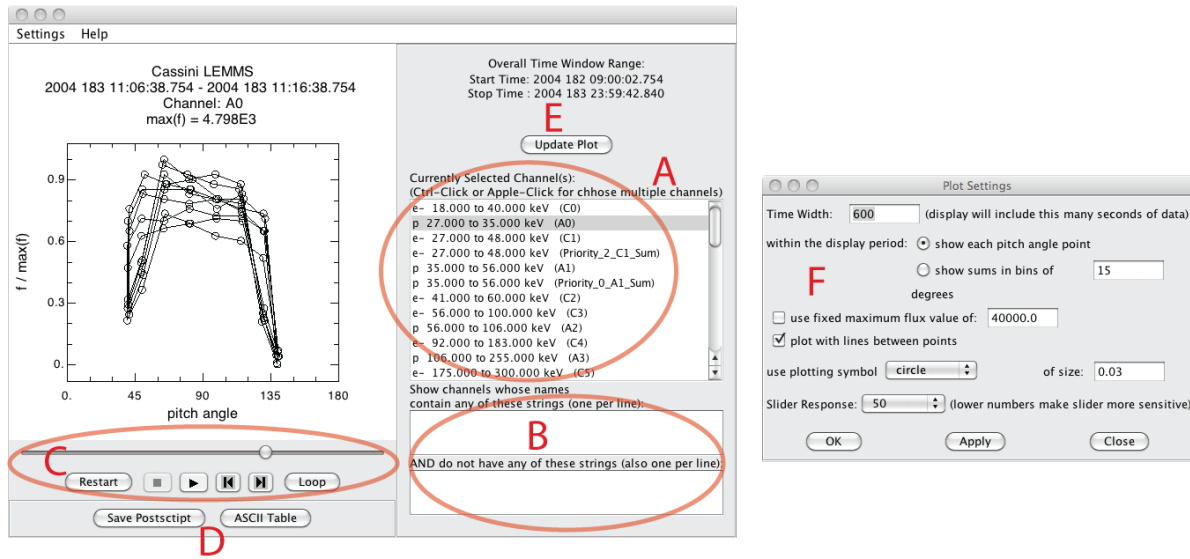 Settings Help
Cassini LEMMS
2004 183 11:06:38.754 - 2004 183 11:16:38.754
Channel: A0
max(f) = 4.798E3
0.9
0.6
0.3
0.
f / max(f)
0. 45 90 135 180
pitch angle
C
Restart Loop
Save Postsctipt ASCII Table
D
Overall Time Window Range:
Start Time: 2004 182 09:00:02.754
Stop Time : 2004 183 23:59:42.840
E
Update Plot
A
Currently Selected Channel(s):
(Ctrl-Click or Apple-Click for chhose multiple channels)
e- 18.000 to 40.000 keV (C0)
p 27.000 to 35.000 keV (A0)
e- 27.000 to 48.000 keV (C1)
e- 27.000 to 48.000 keV (Priority_2_C1_Sum)
p 35.000 to 56.000 keV (A1)
p 35.000 to 56.000 keV (Priority_0_A1_Sum)
e- 41.000 to 60.000 keV (C2)
e- 56.000 to 100.000 keV (C3)
p 56.000 to 106.000 keV (A2)
e- 92.000 to 183.000 keV (C4)
p 106.000 to 255.000 keV (A3)
e- 175.000 to 300.000 keV (C5)
Show channels whose names
contain any of these strings (one per line):
B
AND do not have any of these strings (also one per line):
Plot Settings
Time Width: 600 (display will include this many seconds of data)
within the display period: show each pitch angle point
F
show sums in bins of 15
degrees
use fixed maximum flux value of: 40000.0
plot with lines between points
use plotting symbol circle of size: 0.03
Slider Response: 50 (lower numbers make slider more sensitive)
OK Apply Close